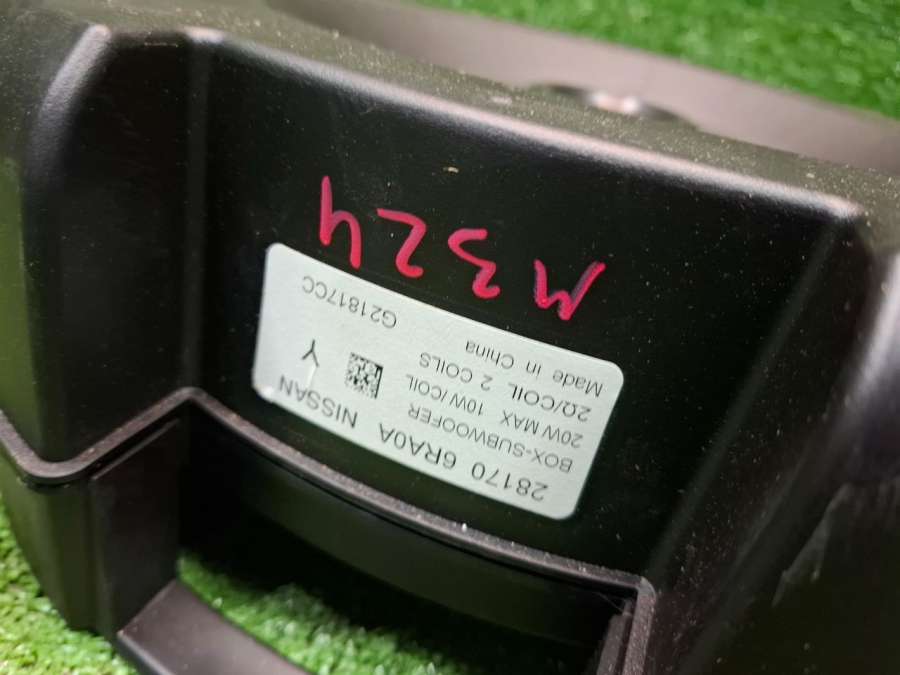 28170 6RA0A NISSAN
BOX-SUBWOOFER
20W MAX 10W/COIL
2Ω/COIL 2 COILS
Made in China
Y
G21817CC
M324